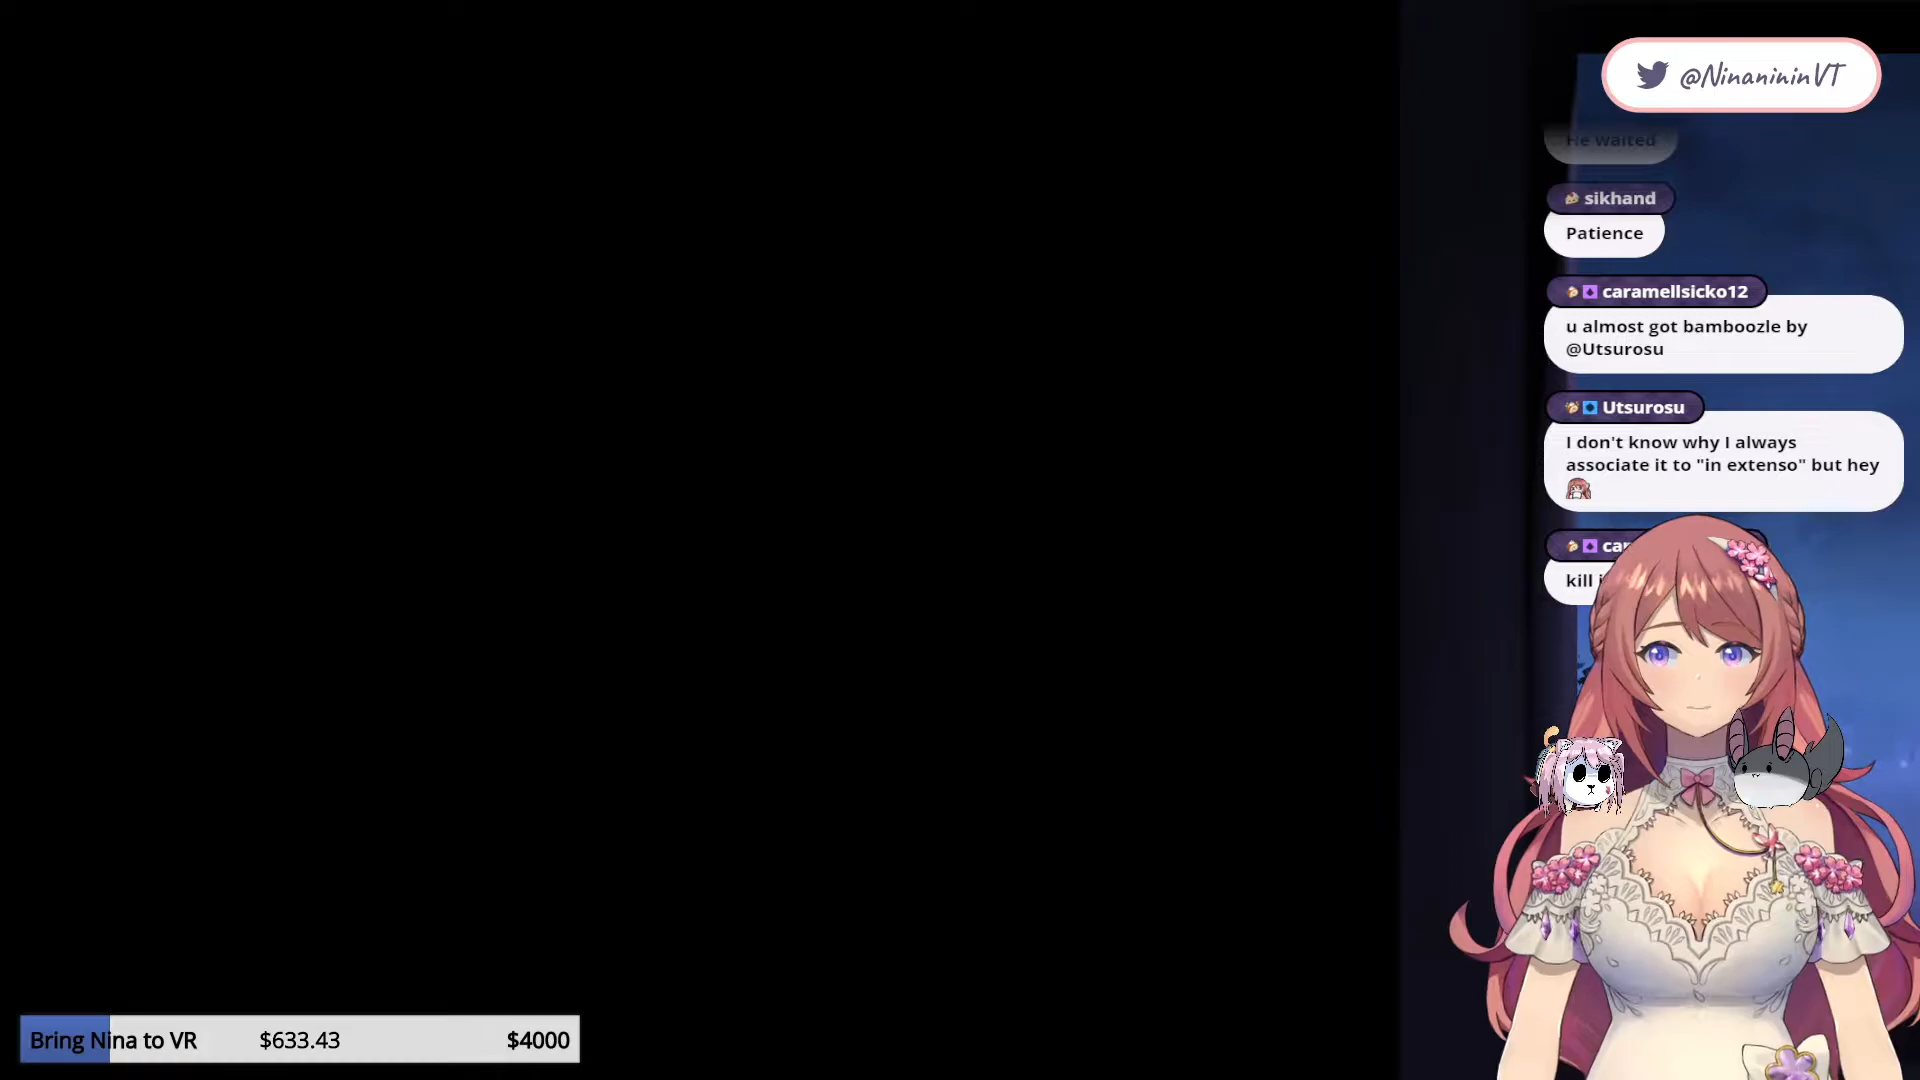 @NinanininVT
He waited
sikhand
Patience
caramellsicko12
u almost got bamboozle by
@Utsurosu
Utsurosu
I don't know why I always
associate it to "in extenso" but hey
kill
Bring Nina to VR $633.43 $4000